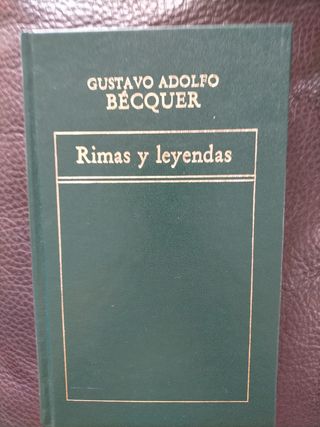 GUSTAVO ADOLFO
BÉCQUER
Rimas y leyendas